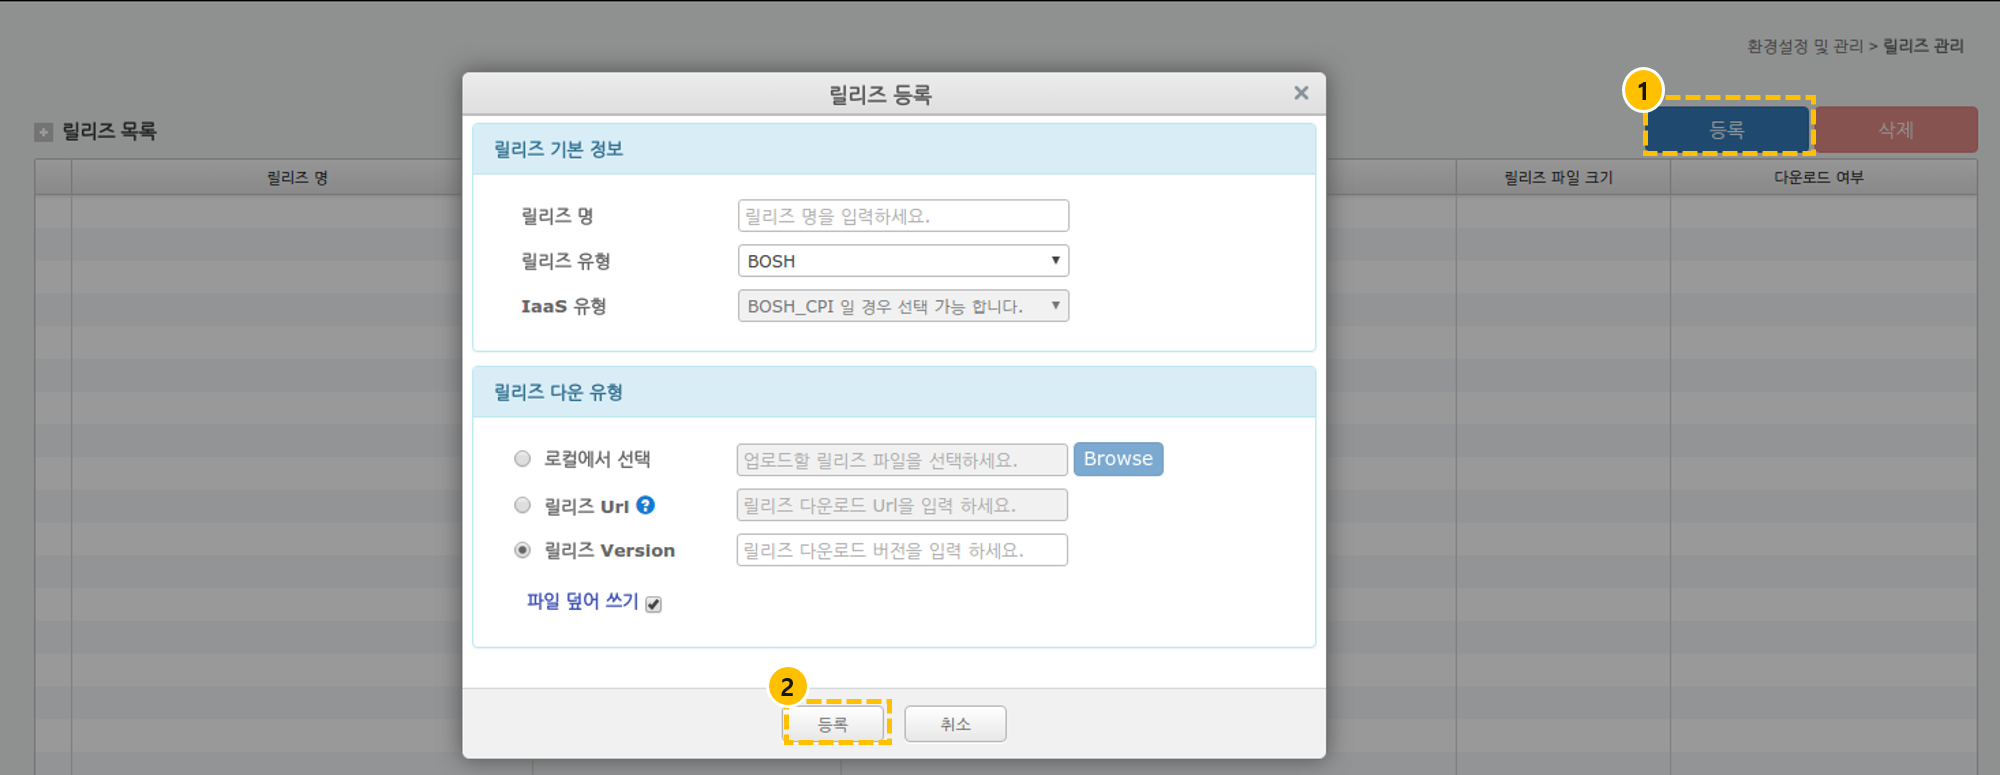 환경설정 및 관리 > 릴리즈 관리
1
릴리즈 목록
등록 삭제
릴리즈 명 릴리즈 파일 크기 다운로드 여부
릴리즈 등록 ×
릴리즈 기본 정보
릴리즈 명 릴리즈 명을 입력하세요.
릴리즈 유형 BOSH
IaaS 유형 BOSH_CPI 일 경우 선택 가능 합니다.
릴리즈 다운 유형
로컬에서 선택 업로드할 릴리즈 파일을 선택하세요. Browse
릴리즈 Url ? 릴리즈 다운로드 Url을 입력 하세요.
릴리즈 Version 릴리즈 다운로드 버전을 입력 하세요.
파일 덮어 쓰기
2
등록 취소